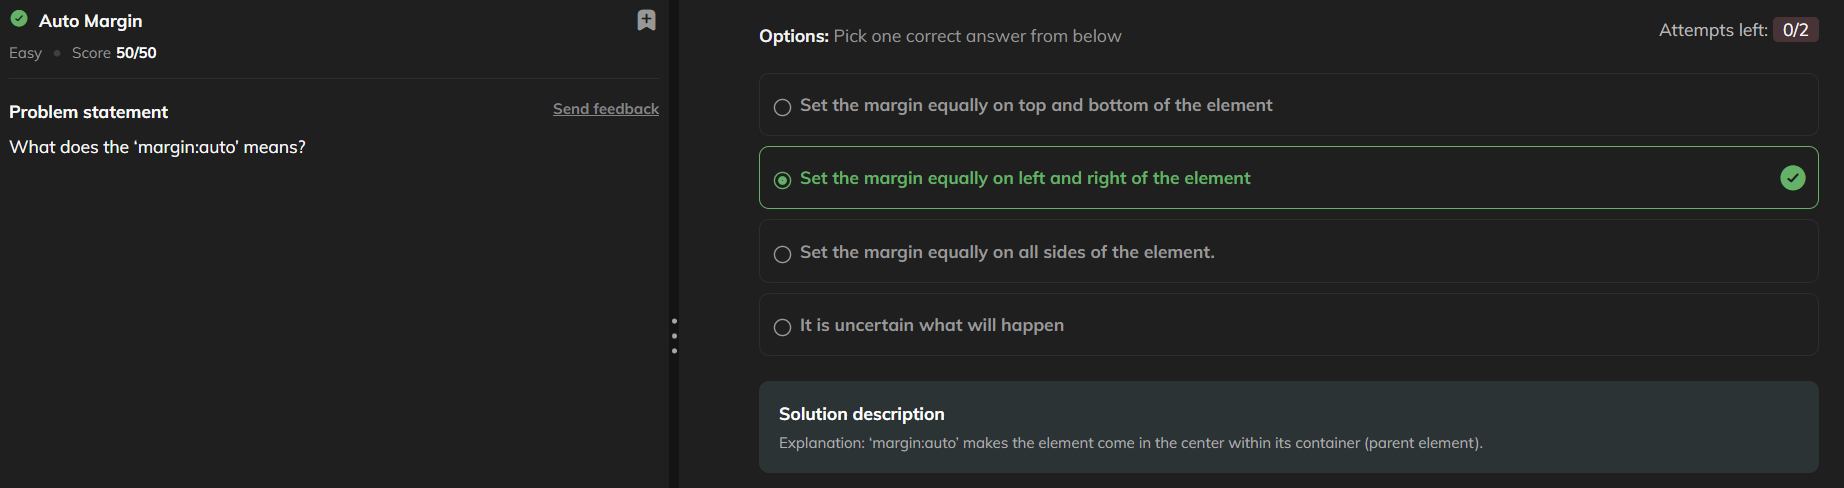 Auto Margin
Easy • Score 50/50
Problem statement
Send feedback
What does the ‘margin:auto’ means?
Options: Pick one correct answer from below
Attempts left: 0/2
Set the margin equally on top and bottom of the element
Set the margin equally on left and right of the element
Set the margin equally on all sides of the element.
It is uncertain what will happen
Solution description
Explanation: ‘margin:auto’ makes the element come in the center within its container (parent element).